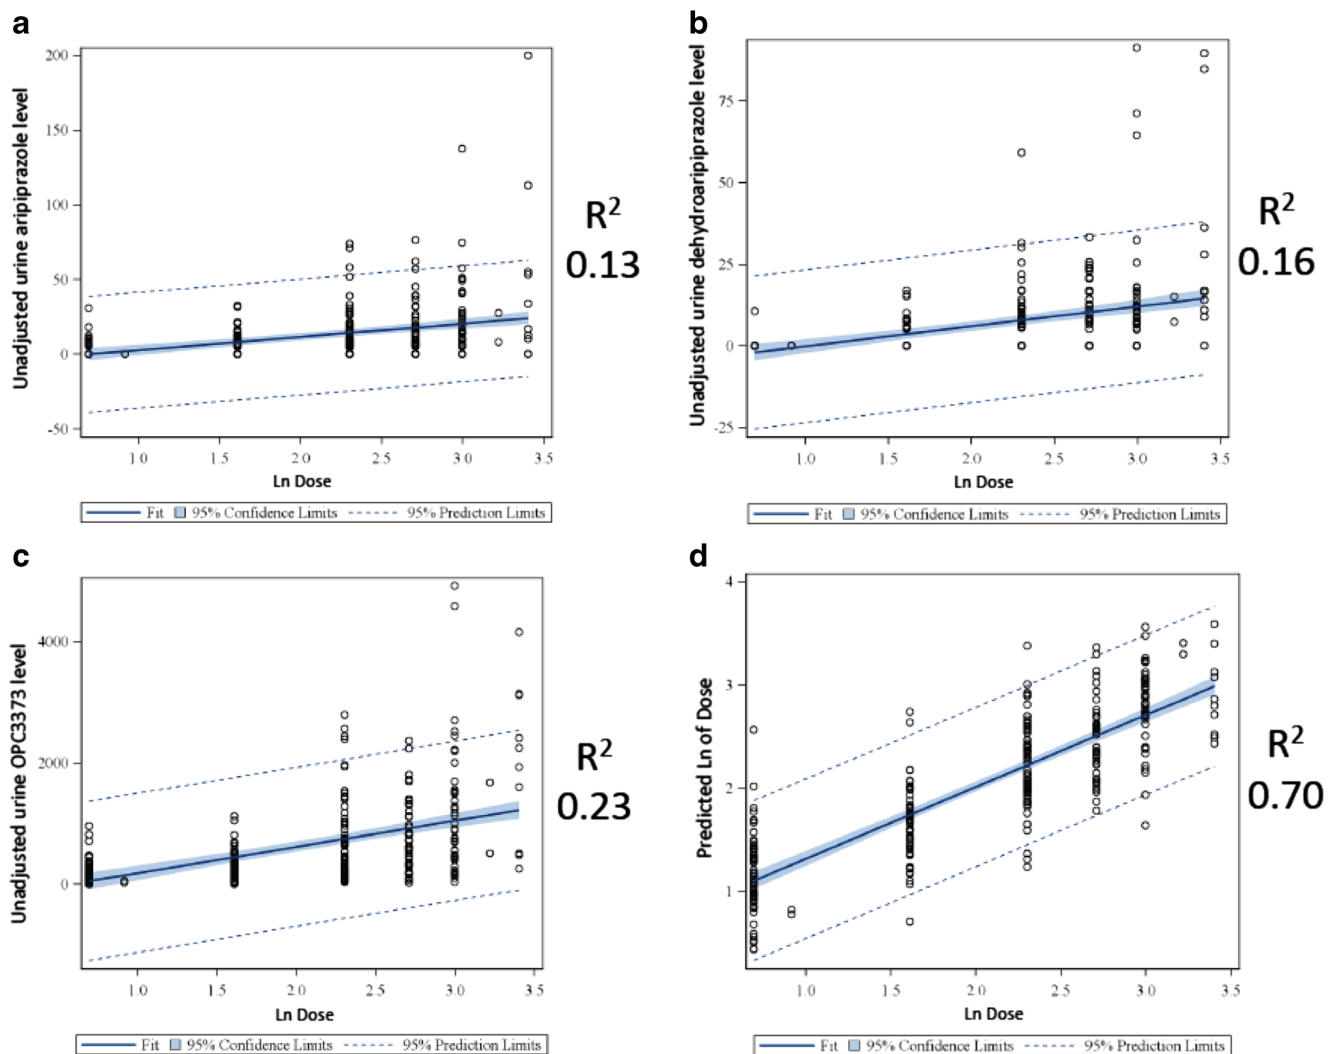 a
Unadjusted urine aripiprazole level
200
150
100
50
0
-50
1.0 1.5 2.0 2.5 3.0 3.5
Ln Dose
Fit 95% Confidence Limits 95% Prediction Limits
R²
0.13
b
Unadjusted urine dehydroaripiprazole level
75
50
25
0
-25
1.0 1.5 2.0 2.5 3.0 3.5
Ln Dose
Fit 95% Confidence Limits 95% Prediction Limits
R²
0.16
c
Unadjusted urine OPC3373 level
4000
2000
0
1.0 1.5 2.0 2.5 3.0 3.5
Ln Dose
Fit 95% Confidence Limits 95% Prediction Limits
R²
0.23
d
Predicted Ln of Dose
4
3
2
1
1.0 1.5 2.0 2.5 3.0 3.5
Ln Dose
Fit 95% Confidence Limits 95% Prediction Limits
R²
0.70